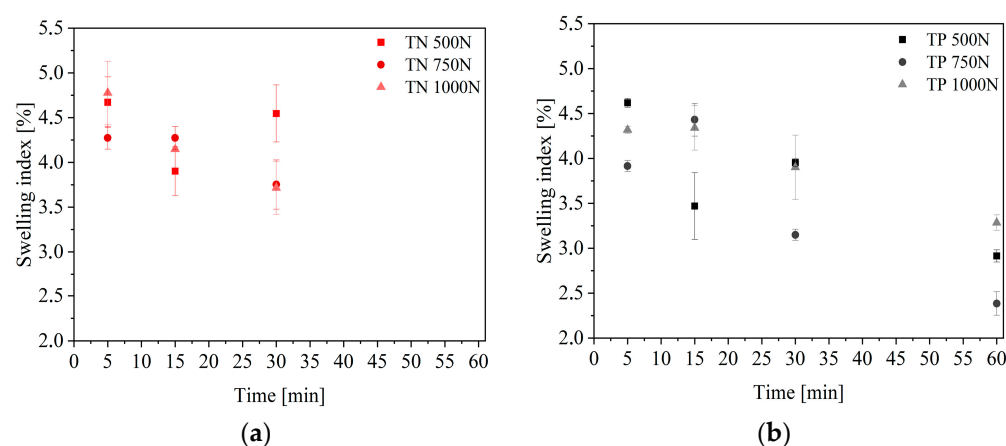 5.5
5.0
4.5
4.0
3.5
3.0
2.5
2.0
Swelling index [%]
0 5 10 15 20 25 30 35 40 45 50 55 60
Time [min]
TN 500N
TN 750N
TN 1000N
(a)
5.5
5.0
4.5
4.0
3.5
3.0
2.5
2.0
Swelling index [%]
0 5 10 15 20 25 30 35 40 45 50 55 60
Time [min]
TP 500N
TP 750N
TP 1000N
(b)